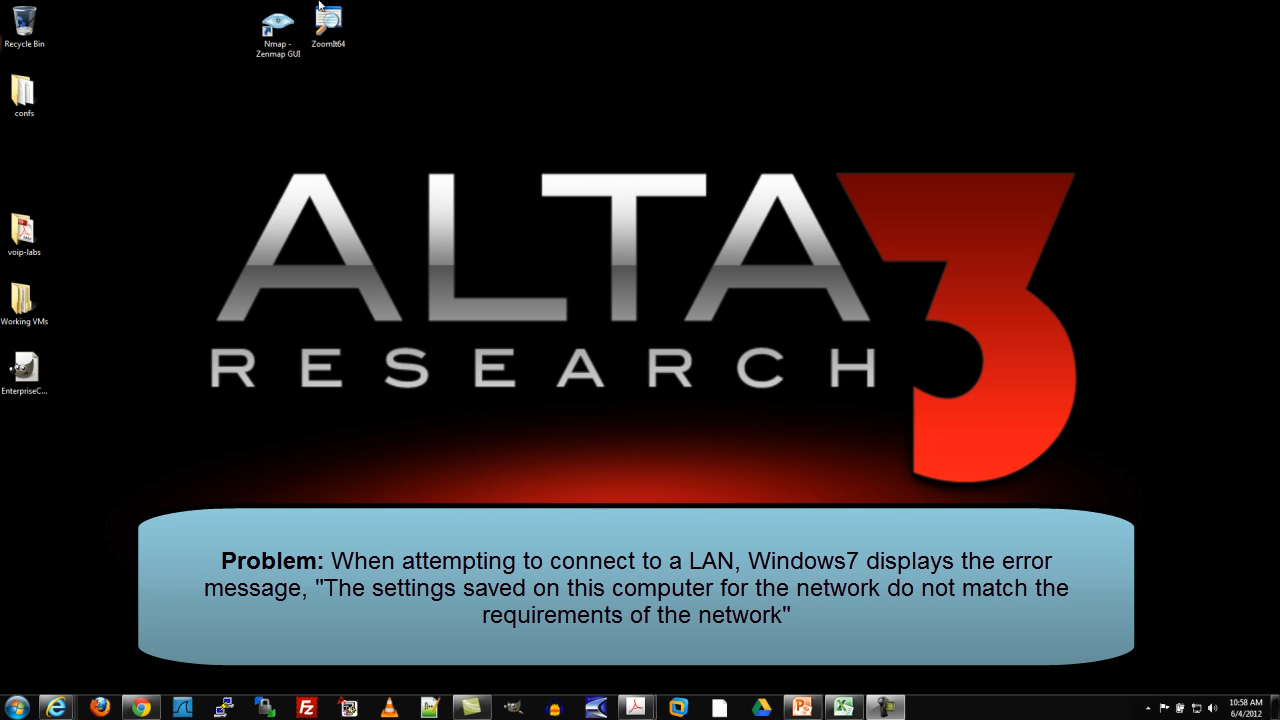 Recycle Bin
Nmap -
Zenmap GUI
ZoomIt64
confs
voip-labs
Working VMs
EnterpriseC...
ALTA3
RESEARCH
Problem: When attempting to connect to a LAN, Windows7 displays the error
message, "The settings saved on this computer for the network do not match the
requirements of the network"
10:58 AM
6/4/2012